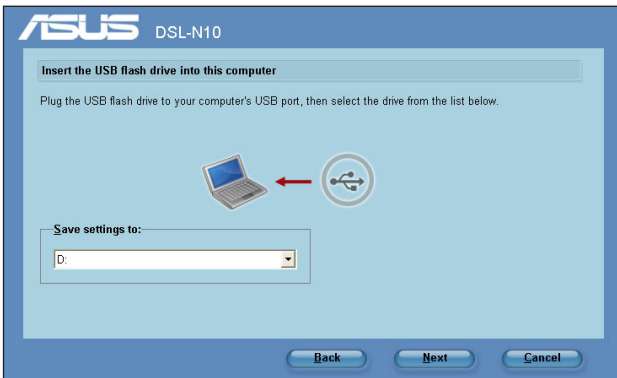 ASUS DSL-N10
Insert the USB flash drive into this computer
Plug the USB flash drive to your computer's USB port, then select the drive from the list below.
Save settings to:
D:
Back Next Cancel